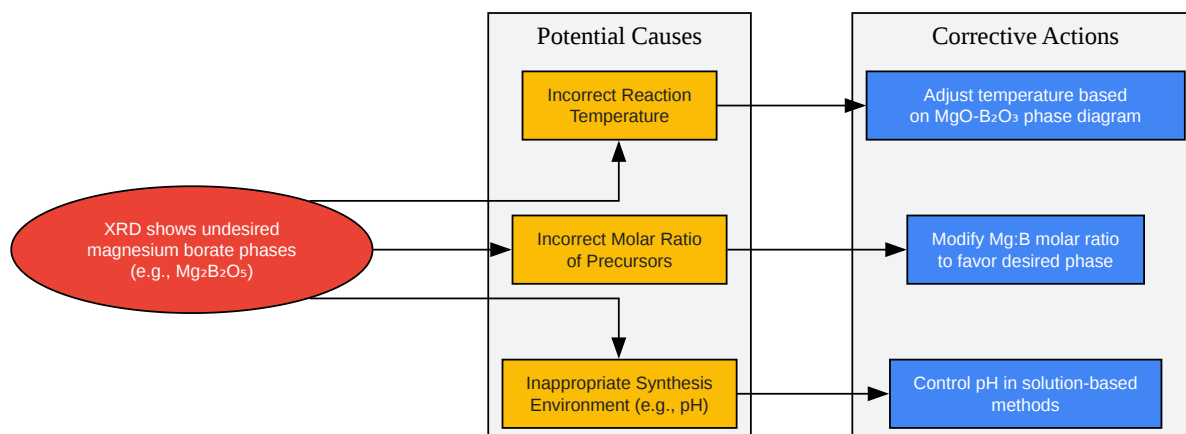 Potential Causes
Corrective Actions
Incorrect Reaction
Temperature
Adjust temperature based
on MgO-B₂O₃ phase diagram
XRD shows undesired
magnesium borate phases
(e.g., Mg₂B₂O₅)
Incorrect Molar Ratio
of Precursors
Modify Mg:B molar ratio
to favor desired phase
Inappropriate Synthesis
Environment (e.g., pH)
Control pH in solution-based
methods